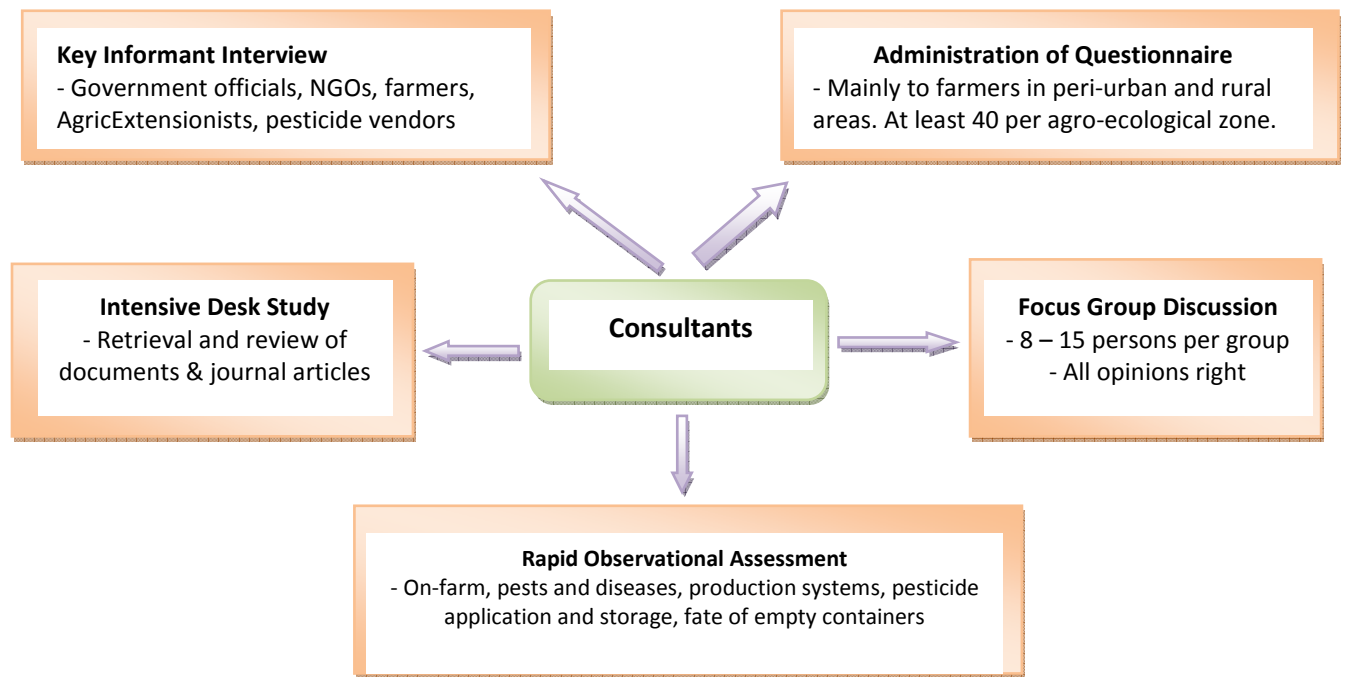 Key Informant Interview
- Government officials, NGOs, farmers,
AgricExtensionists, pesticide vendors
Administration of Questionnaire
- Mainly to farmers in peri-urban and rural
areas. At least 40 per agro-ecological zone.
Intensive Desk Study
- Retrieval and review of
documents & journal articles
Consultants
Focus Group Discussion
- 8 – 15 persons per group
- All opinions right
Rapid Observational Assessment
- On-farm, pests and diseases, production systems, pesticide
application and storage, fate of empty containers